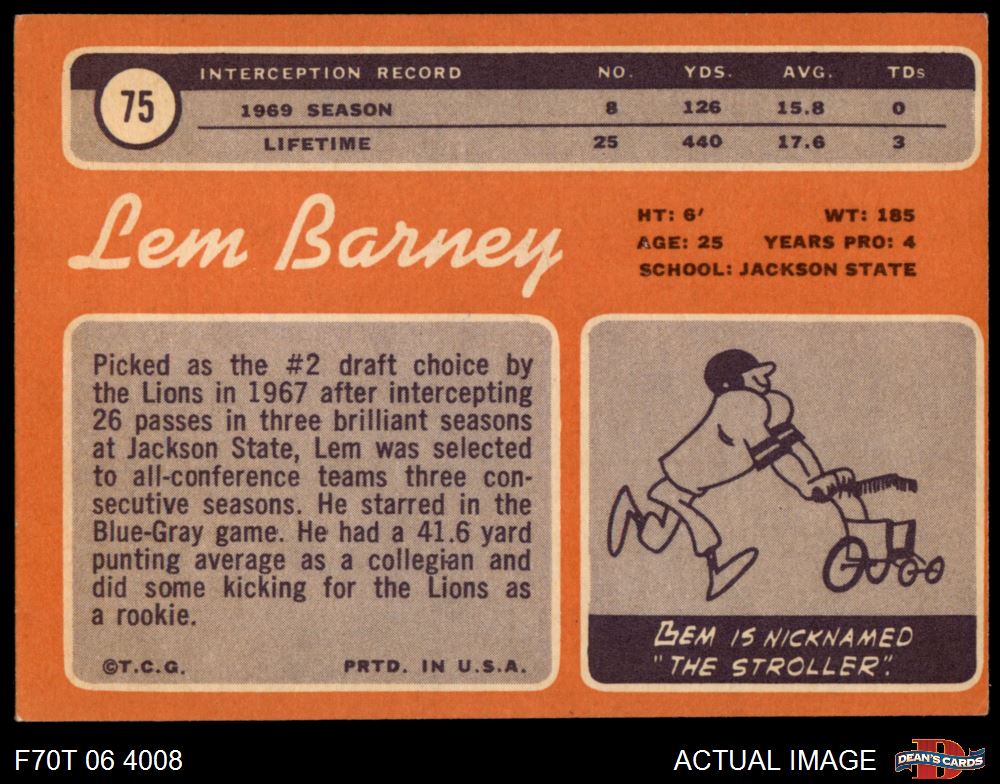 75
INTERCEPTION RECORD NO. YDS. AVG. TDs
1969 SEASON 8 126 15.8 0
LIFETIME 25 440 17.6 3
Lem Barney
HT: 6' WT: 185
AGE: 25 YEARS PRO: 4
SCHOOL: JACKSON STATE
Picked as the #2 draft choice by
the Lions in 1967 after intercepting
26 passes in three brilliant seasons
at Jackson State, Lem was selected
to all-conference teams three con-
secutive seasons. He starred in the
Blue-Gray game. He had a 41.6 yard
punting average as a collegian and
did some kicking for the Lions as
a rookie.
©T.C.G. PRTD. IN U.S.A.
LEM IS NICKNAMED
"THE STROLLER".
F70T 06 4008
ACTUAL IMAGE
D
DEAN'S CARDS